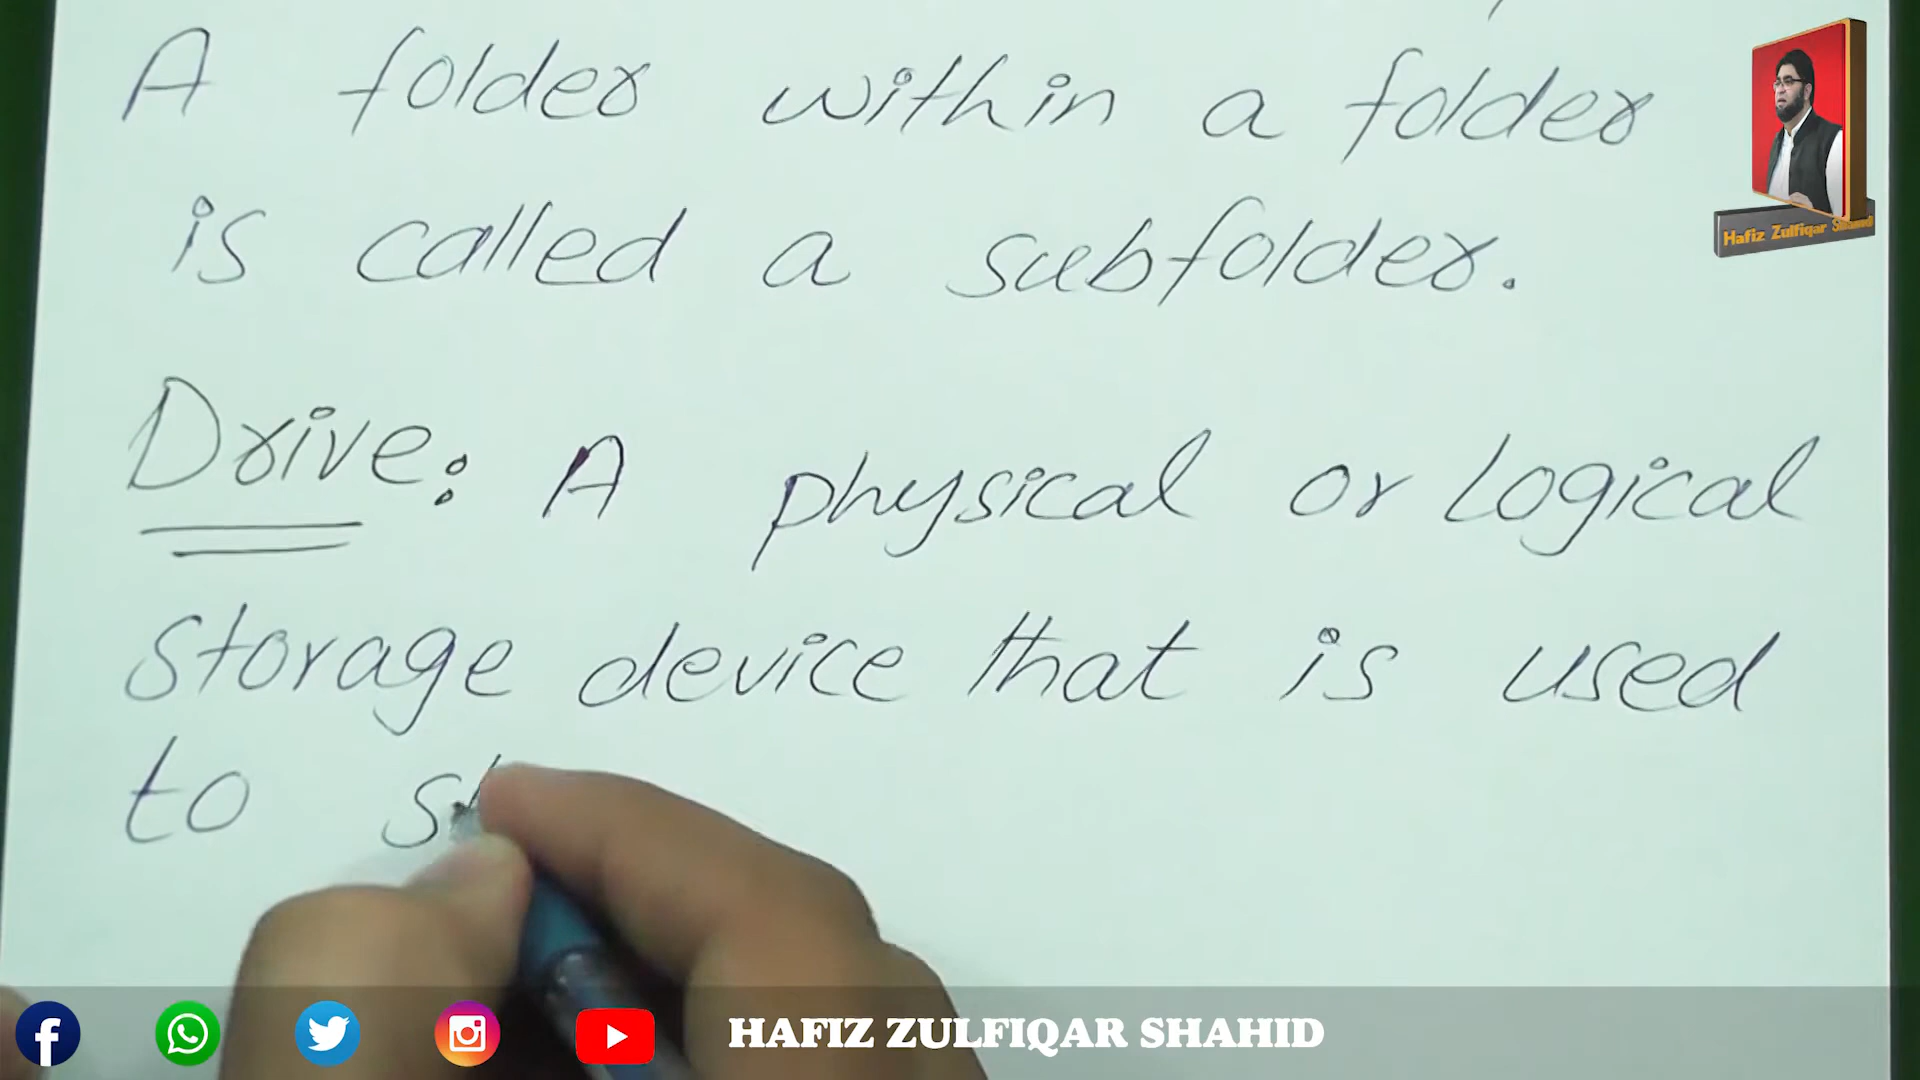 A folder within a folder
is called a subfolder.
Drive: A physical or Logical
storage device that is used
to
Hafiz Zulfiqar Shahid
HAFIZ ZULFIQAR SHAHID